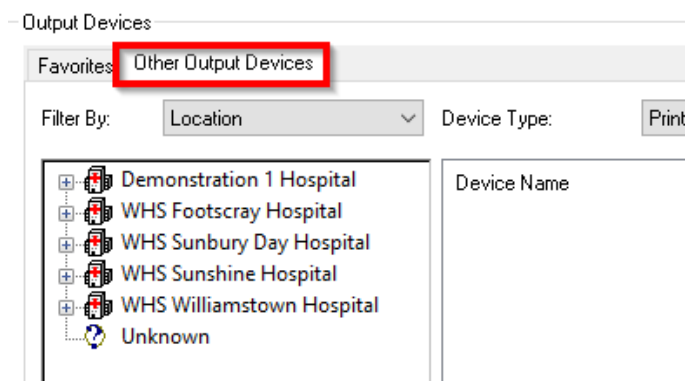 Output Devices
Favorites Other Output Devices
Filter By: Location Device Type: Print
Demonstration 1 Hospital Device Name
WHS Footscray Hospital
WHS Sunbury Day Hospital
WHS Sunshine Hospital
WHS Williamstown Hospital
Unknown